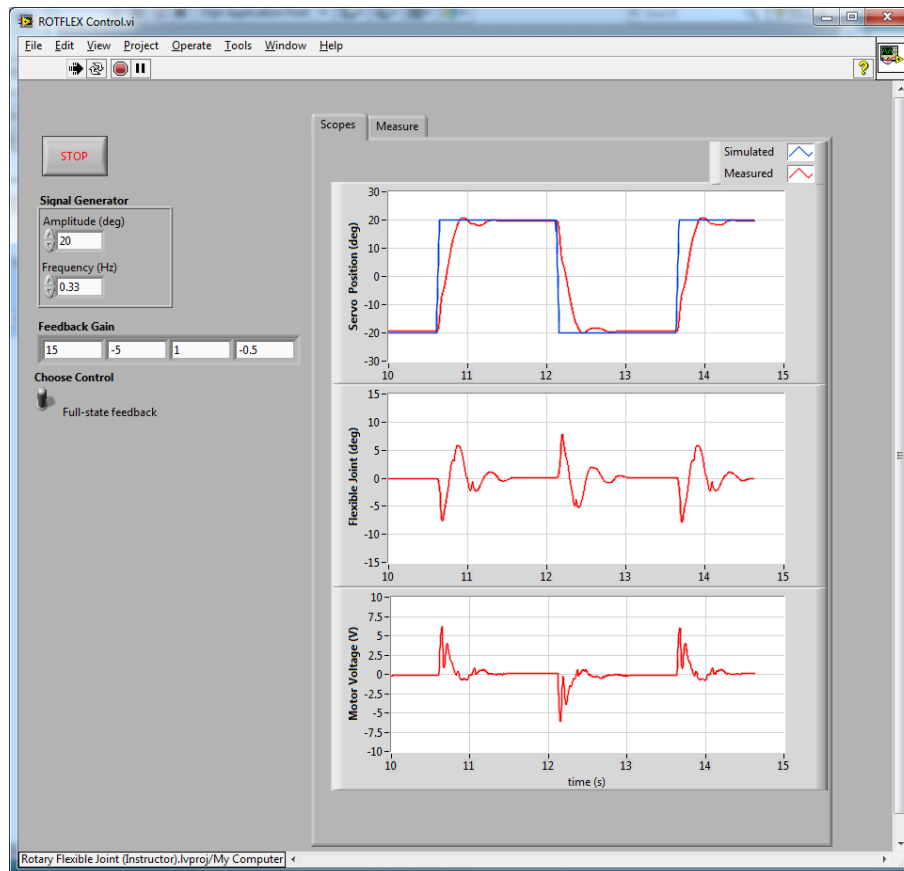 ROTFLEX Control.vi
File Edit View Project Operate Tools Window Help
Scopes Measure
STOP
Simulated
Measured
Signal Generator
Amplitude (deg)
20
Frequency (Hz)
0.33
Feedback Gain
15 -5 1 -0.5
Choose Control
Full-state feedback
Servo Position (deg)
30
20
10
0
-10
-20
-30
10 11 12 13 14 15
Flexible Joint (deg)
15
10
5
0
-5
-10
-15
10 11 12 13 14 15
Motor Voltage (V)
10
7.5
5
2.5
0
-2.5
-5
-7.5
-10
10 11 12 13 14 15
time (s)
Rotary Flexible Joint (Instructor).lvproj/My Computer